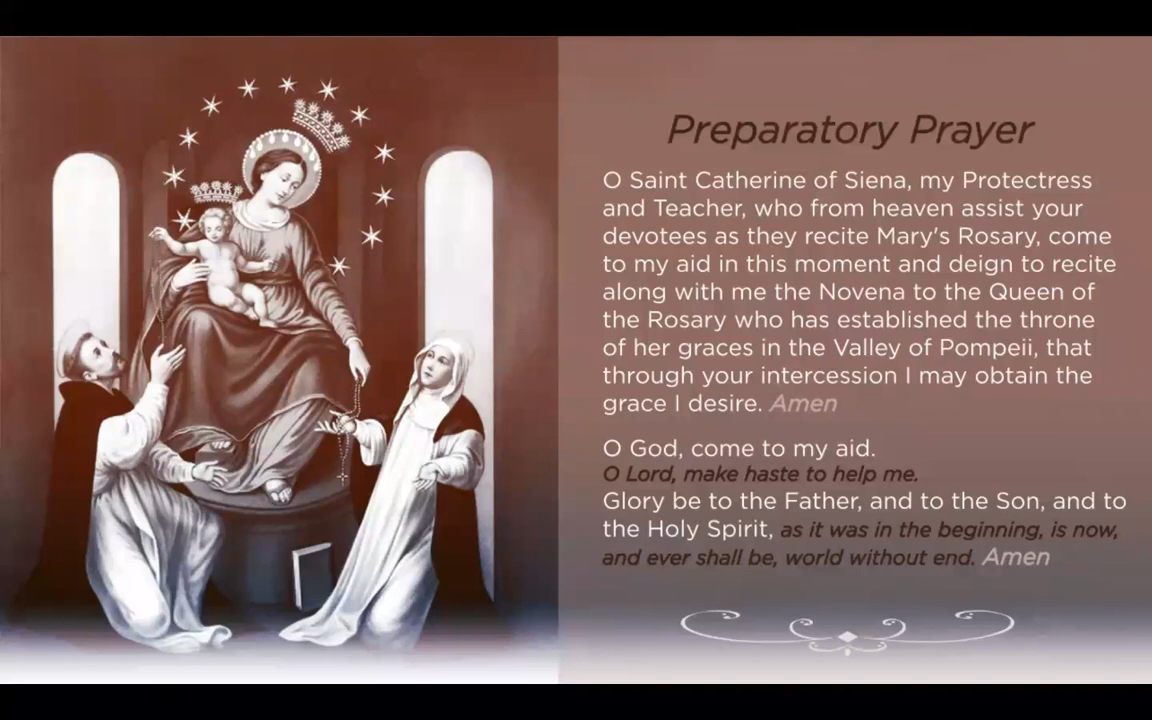 Preparatory Prayer
O Saint Catherine of Siena, my Protectress
and Teacher, who from heaven assist your
devotees as they recite Mary's Rosary, come
to my aid in this moment and deign to recite
along with me the Novena to the Queen of
the Rosary who has established the throne
of her graces in the Valley of Pompeii, that
through your intercession I may obtain the
grace I desire. Amen
O God, come to my aid.
O Lord, make haste to help me.
Glory be to the Father, and to the Son, and to
the Holy Spirit, as it was in the beginning, is now,
and ever shall be, world without end. Amen